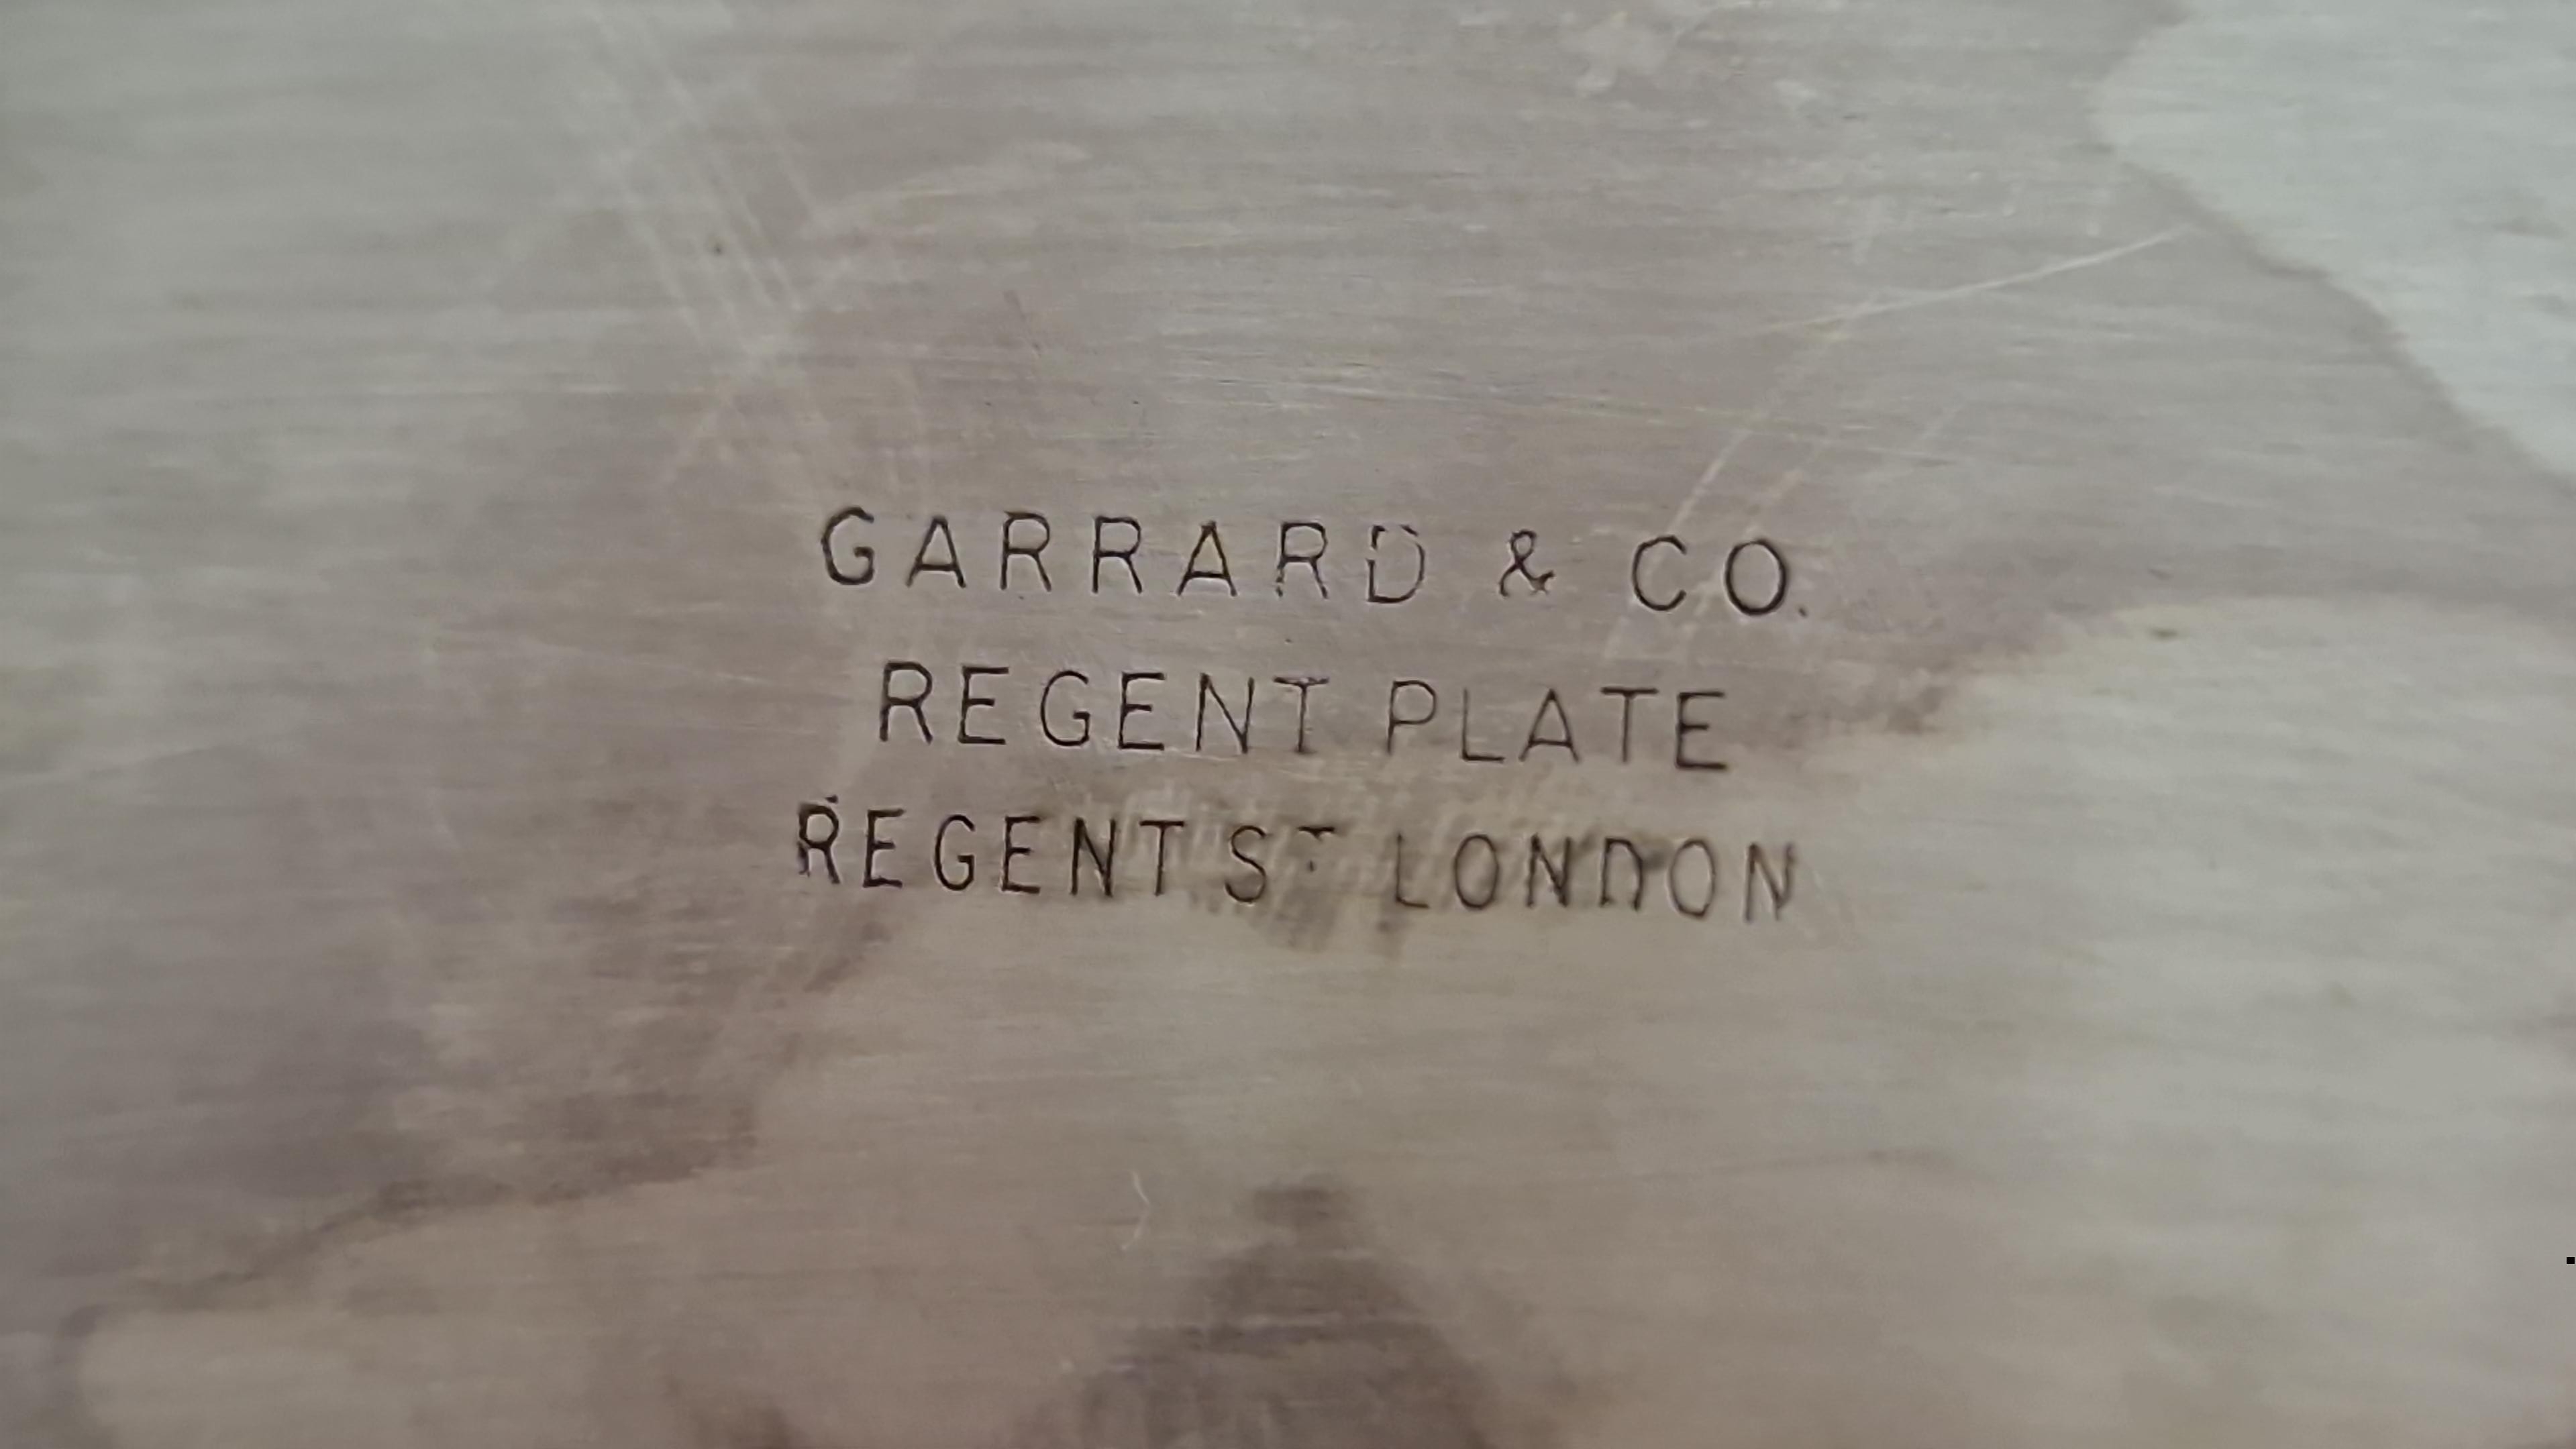 GARRARD & CO.
REGENT PLATE
REGENT ST LONDON